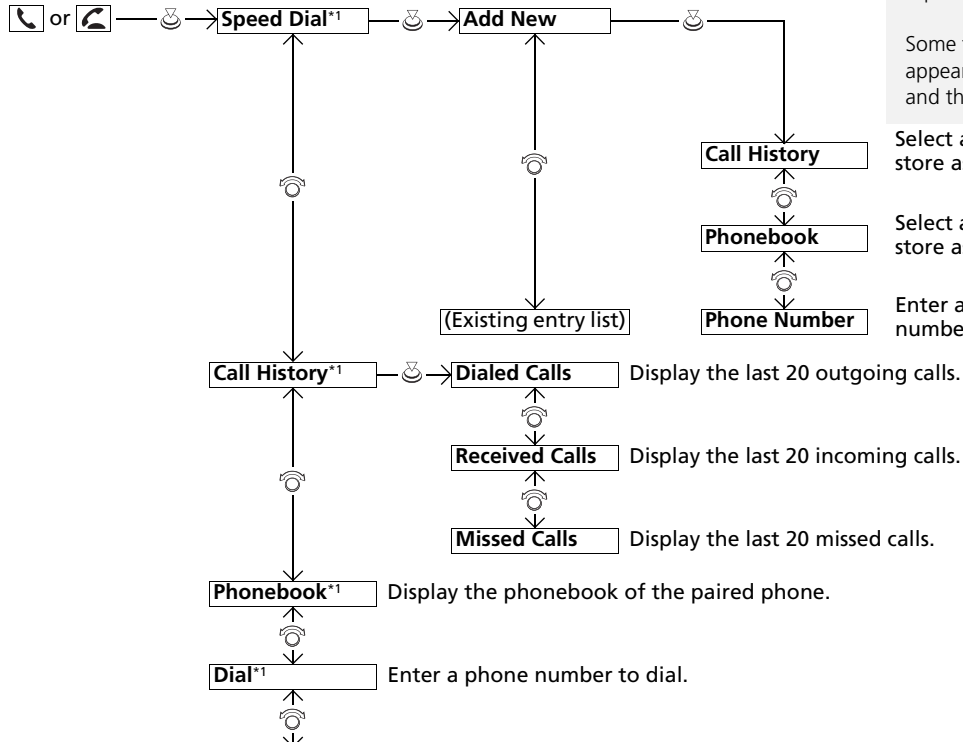 or
Speed Dial*1
Add New
Some
appear
and th
Call History
Select a
store as
Phonebook
Select a
store as
(Existing entry list)
Phone Number
Enter a
numbe
Call History*1
Dialed Calls
Display the last 20 outgoing calls.
Received Calls
Display the last 20 incoming calls.
Missed Calls
Display the last 20 missed calls.
Phonebook*1
Display the phonebook of the paired phone.
Dial*1
Enter a phone number to dial.